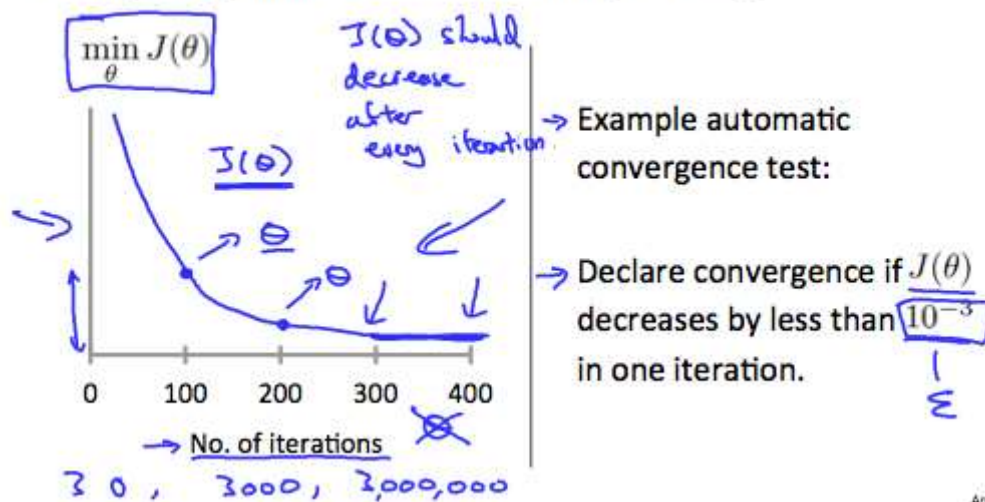 min J(θ)
θ
J(θ) should
decrease
after
every iteration.
J(θ)
θ
θ
0 100 200 300 400
No. of iterations
θ
30, 3000, 3,000,000
Example automatic
convergence test:
Declare convergence if J(θ)
decreases by less than 10⁻³
in one iteration.
ε